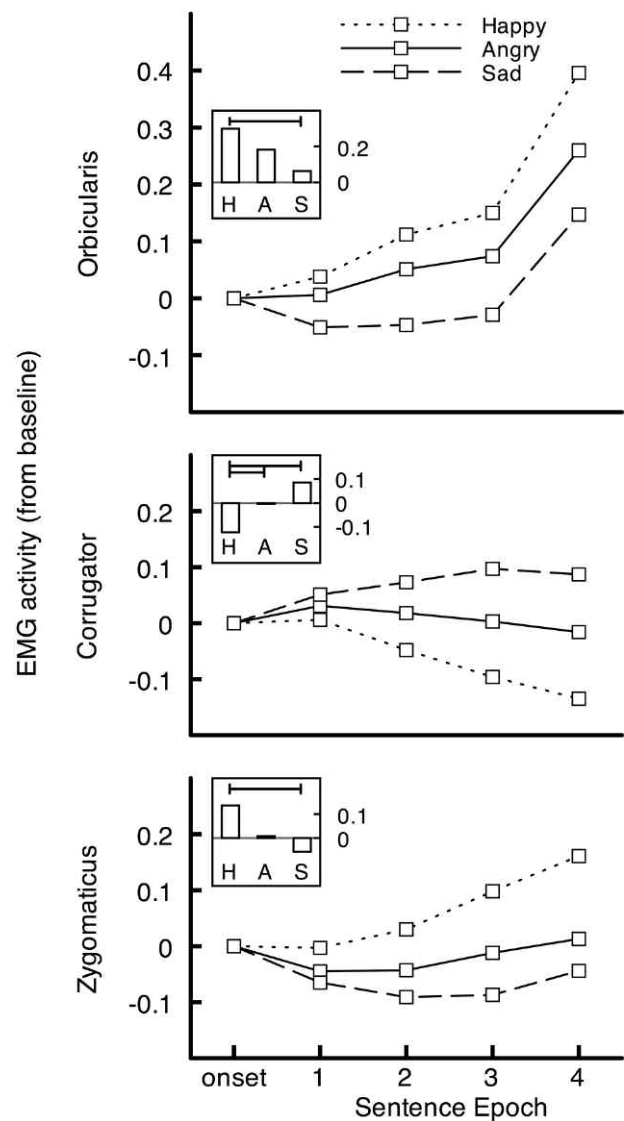 Happy
Angry
Sad
EMG activity (from baseline)
Orbicularis
0.4
0.3
0.2
0.1
0
-0.1
0.2
0
H A S
Corrugator
0.2
0.1
0
-0.1
0.1
0
-0.1
H A S
Zygomaticus
0.2
0.1
0
-0.1
0.1
0
H A S
onset 1 2 3 4
Sentence Epoch